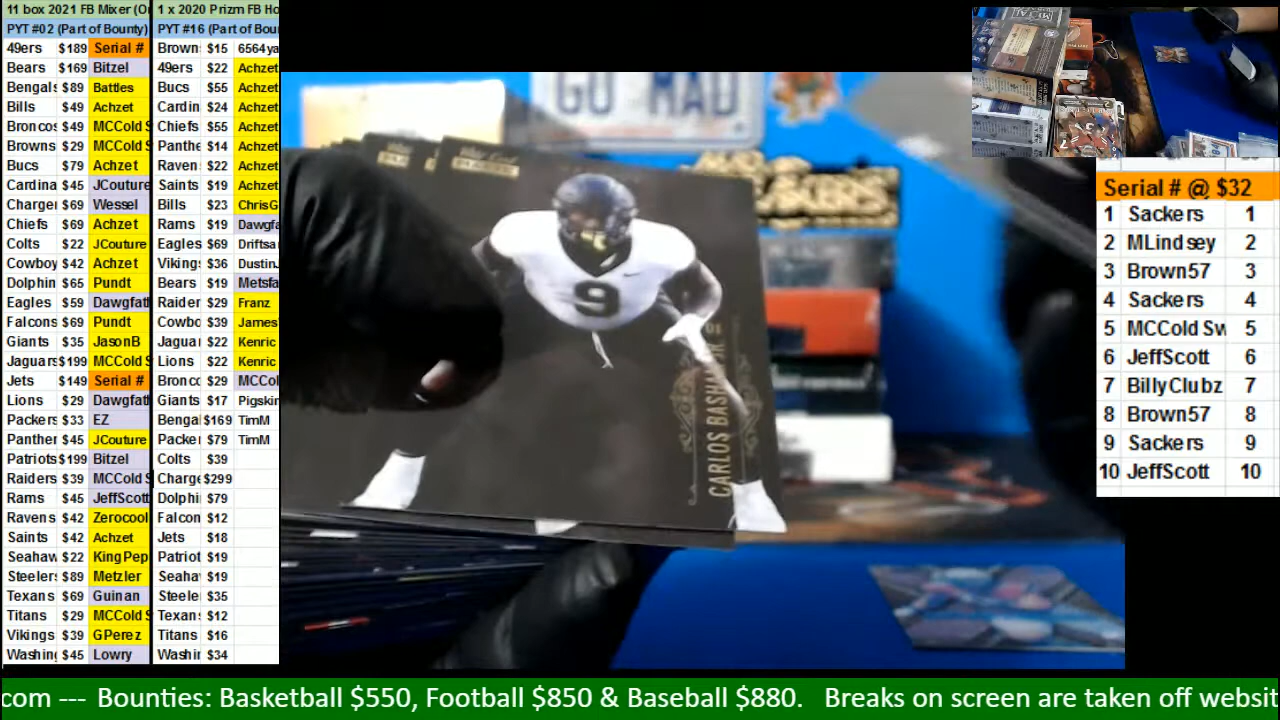 11 box 2021 FB Mixer (Or
PYT #02 (Part of Bounty)
49ers $189 Serial #
Bears $169 Bitzel
Bengals $89 Battles
Bills $49 Achzet
Broncos $49 MCCold S
Browns $29 MCCold S
Bucs $79 Achzet
Cardina $45 JCouture
Charger $69 Wessel
Chiefs $69 Achzet
Colts $22 JCouture
Cowboy $42 Achzet
Dolphin $65 Pundt
Eagles $59 Dawgfath
Falcons $69 Pundt
Giants $35 JasonB
Jaguars $199 MCCold S
Jets $149 Serial #
Lions $29 Dawgfath
Packers $33 EZ
Panther $45 JCouture
Patriots $199 Bitzel
Raiders $39 MCCold S
Rams $45 JeffScott
Ravens $42 Zerocool
Saints $42 Achzet
Seahaw $22 KingPep
Steelers $89 Metzler
Texans $69 Guinan
Titans $29 MCCold S
Vikings $39 GPerez
Washing $45 Lowry
1 x 2020 Prizm FB Ho
PYT #16 (Part of Bou
Browns $15 6564ya
49ers $22 Achzet
Bucs $55 Achzet
Cardin $24 Achzet
Chiefs $55 Achzet
Panthe $14 Achzet
Raven $22 Achzet
Saints $19 Achzet
Bills $23 ChrisG
Rams $19 Dawgfa
Eagles $69 Driftsa
Viking $36 Dustin
Bears $19 Metsfa
Raider $29 Franz
Cowbo $39 James
Jagua $22 Kenric
Lions $22 Kenric
Bronc $29 MCCol
Giants $17 Pigskin
Benga $169 TimM
Packe $79 TimM
Colts $39
Charge $299
Dolph $79
Falcon $12
Jets $18
Patriot $19
Seaha $19
Steele $35
Texan $12
Titans $16
Washi $34
GO MAD
9
CARLOS BASHAM JR.
Serial # @ $32
1 Sackers 1
2 MLindsey 2
3 Brown57 3
4 Sackers 4
5 MCCold Sw 5
6 JeffScott 6
7 BillyClubz 7
8 Brown57 8
9 Sackers 9
10 JeffScott 10
com --- Bounties: Basketball $550, Football $850 & Baseball $880. Breaks on screen are taken off websit